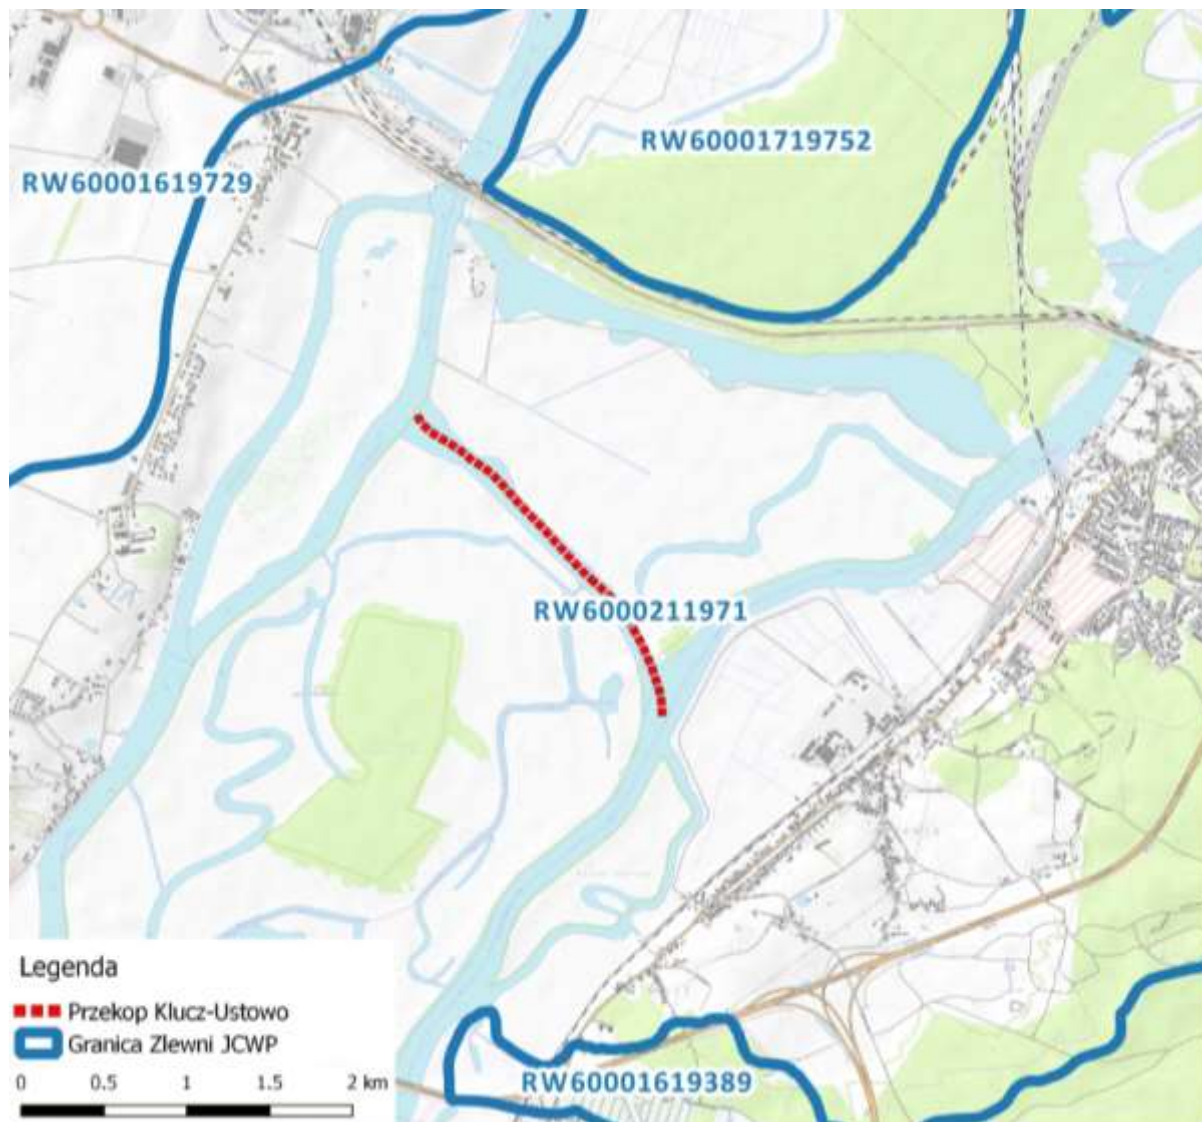 RW60001719752
RW60001619729
RW6000211971
Legenda
Przekop Klucz-Ustowo
Granica Zlewni JCWP
0 0.5 1 1.5 2 km
RW60001619389